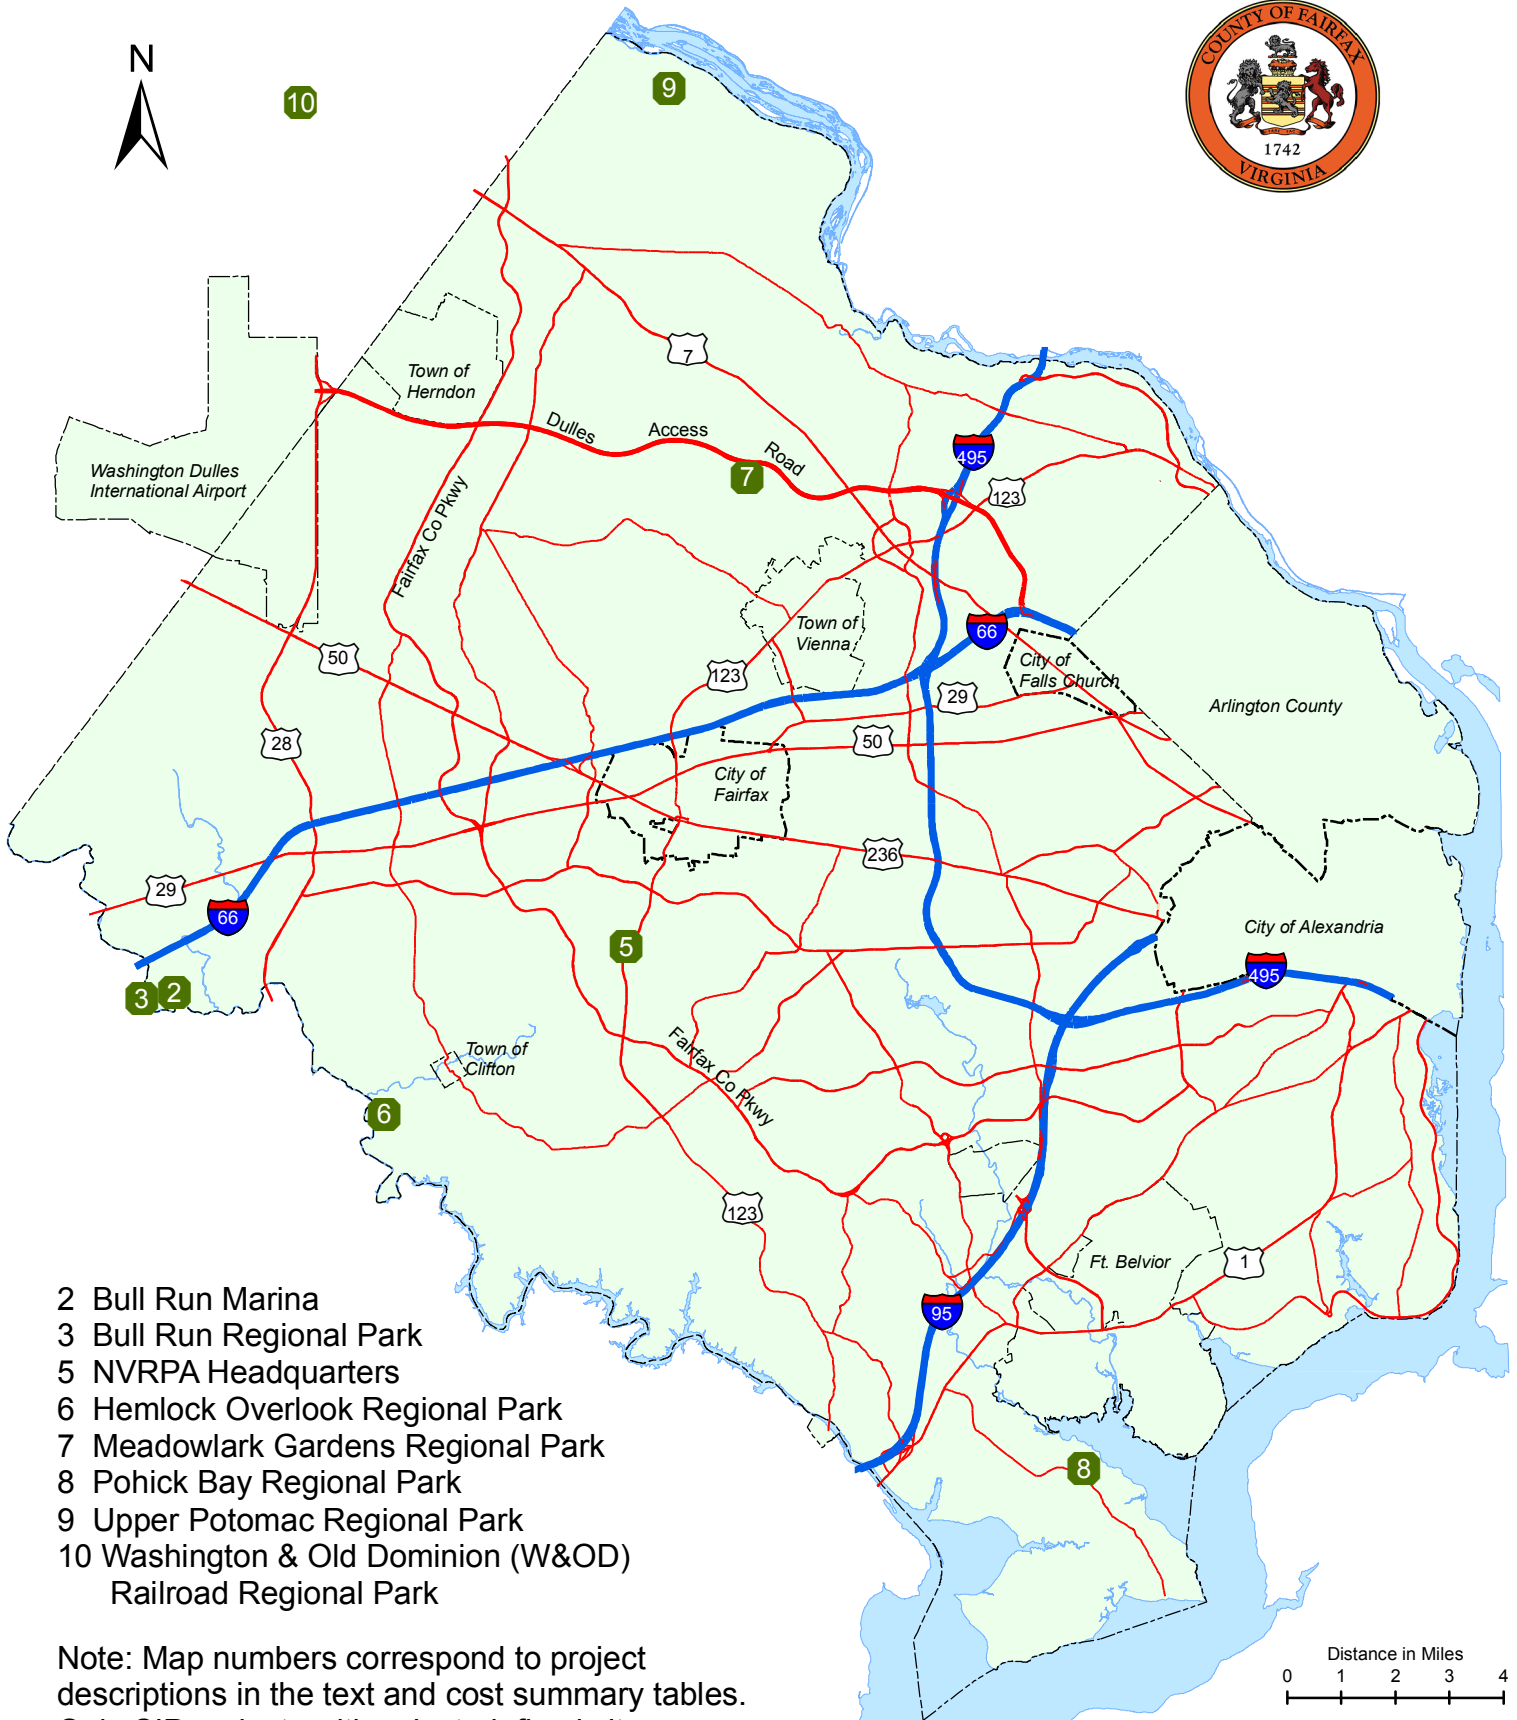 N
COUNTY OF FAIRFAX
1742
VIRGINIA
10
9
7
Town of
Herndon
Dulles Access Road
7
495
123
Washington Dulles
International Airport
Fairfax Co Pkwy
Town of
Vienna
66
City of
Falls Church
50
123
29
Arlington County
28
50
City of
Fairfax
236
29
66
5
City of Alexandria
495
3
2
Town of
Clifton
Fairfax Co Pkwy
6
123
Ft. Belvior
1
95
8
2 Bull Run Marina
3 Bull Run Regional Park
5 NVRPA Headquarters
6 Hemlock Overlook Regional Park
7 Meadowlark Gardens Regional Park
8 Pohick Bay Regional Park
9 Upper Potomac Regional Park
10 Washington & Old Dominion (W&OD)
Railroad Regional Park
Note: Map numbers correspond to project
descriptions in the text and cost summary tables.
Distance in Miles
0 1 2 3 4